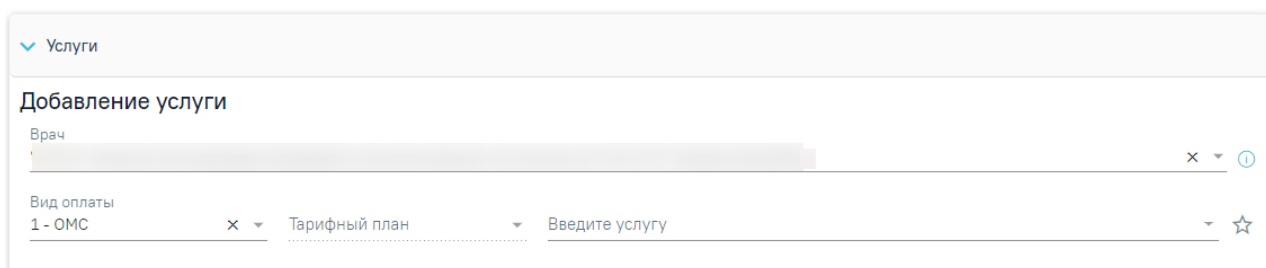 Услуги
Добавление услуги
Врач
Вид оплаты
1 - ОМС Тарифный план Введите услугу